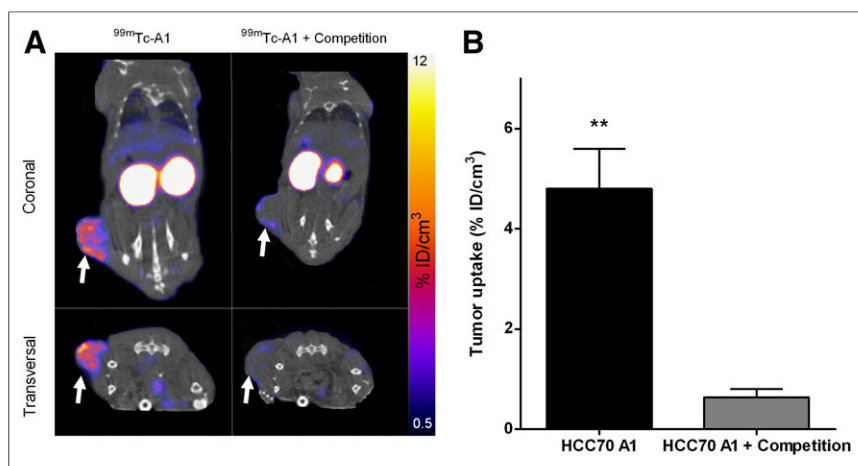 A
⁹⁹ᵐTc-A1
⁹⁹ᵐTc-A1 + Competition
Coronal
Transversal
12
% ID/cm³
0.5
B
Tumor uptake (% ID/cm³)
6
4
2
0
**
HCC70 A1
HCC70 A1 + Competition